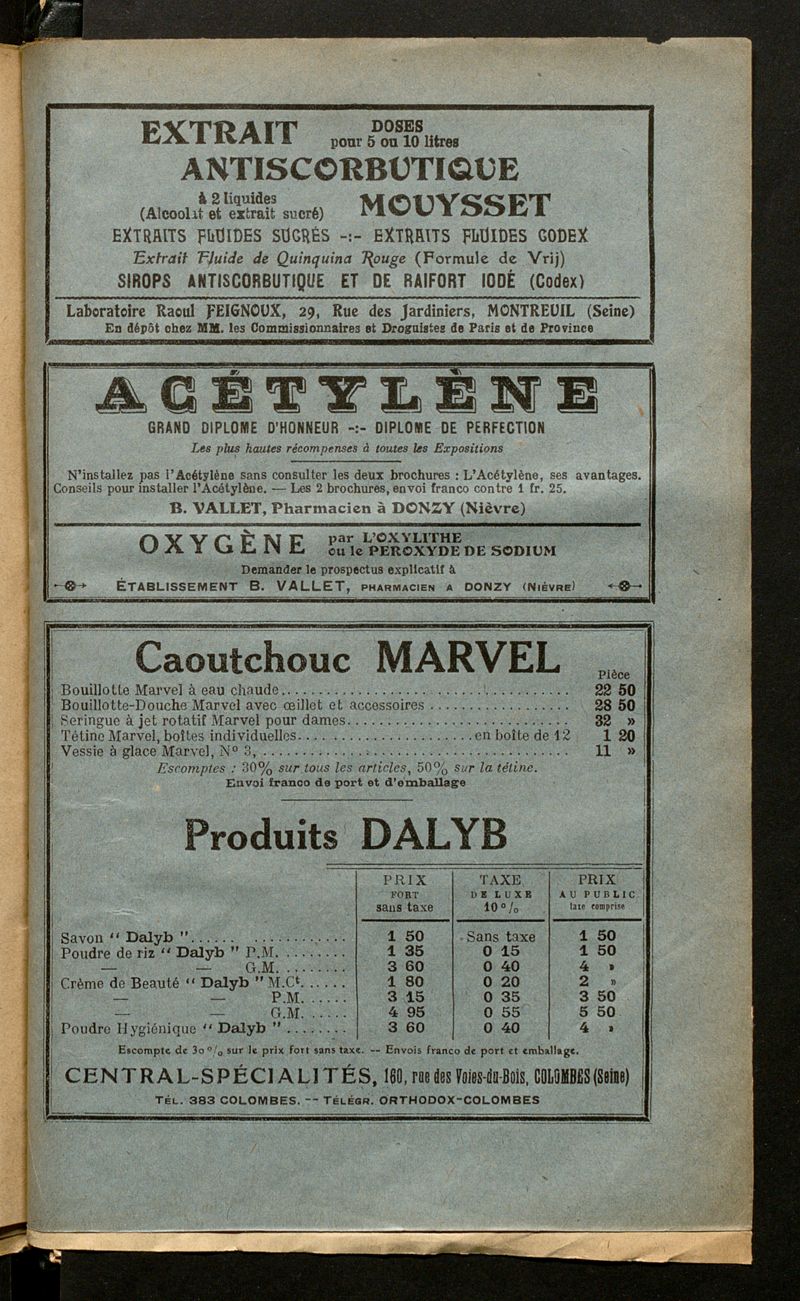 EXTRAIT DOSES pour 5 ou 10 litres
ANTISCORBUTIQUE
à 2 liquides
(Alcoolat et extrait sucré) MOUYSSET
EXTRAITS FLUIDES SUCRÉS -:- EXTRAITS FLUIDES CODEX
Extrait Fluide de Quinquina Rouge (Formule de Vrij)
SIROPS ANTISCORBUTIQUE ET DE RAIFORT IODÉ (Codex)
Laboratoire Raoul FEIGNOUX, 29, Rue des Jardiniers, MONTREUIL (Seine)
En dépôt chez MM. les Commissionnaires et Droguistes de Paris et de Province
ACÉTYLÈNE
GRAND DIPLOME D'HONNEUR -:- DIPLOME DE PERFECTION
Les plus hautes récompenses à toutes les Expositions
N'installez pas l'Acétylène sans consulter les deux brochures : L'Acétylène, ses avantages.
Conseils pour installer l'Acétylène. — Les 2 brochures, envoi franco contre 1 fr. 25.
B. VALLET, Pharmacien à DONZY (Nièvre)
OXYGÈNE par L'OXYLITHE
ou le PEROXYDE DE SODIUM
Demander le prospectus explicatif à
ÉTABLISSEMENT B. VALLET, PHARMACIEN A DONZY (NIÈVRE)
Caoutchouc MARVEL
Pièce
Bouillotte Marvel à eau chaude 22 50
Bouillotte-Douche Marvel avec œillet et accessoires 28 50
Seringue à jet rotatif Marvel pour dames 32 »
Tétine Marvel, boîtes individuelles en boîte de 12 1 20
Vessie à glace Marvel, N° 3, 11 »
Escomptes : 30% sur tous les articles, 50% sur la tétine.
Envoi franco de port et d'emballage
Produits DALYB
PRIX TAXE PRIX
FORT DE LUXE AU PUBLIC
sans taxe 10 % taxe comprise
Savon " Dalyb " 1 50 Sans taxe 1 50
Poudre de riz " Dalyb " P.M. 1 35 0 15 1 50
— — G.M. 3 60 0 40 4 »
Crème de Beauté " Dalyb " M.Ct. 1 80 0 20 2 »
— — P.M. 3 15 0 35 3 50
— — G.M. 4 95 0 55 5 50
Poudre Hygiénique " Dalyb " 3 60 0 40 4 »
Escompte de 30 % sur le prix fort sans taxe. — Envois franco de port et emballage.
CENTRAL-SPÉCIALITÉS, 160, rue des Voies-du-Bois, COLOMBES (Seine)
TÉL. 383 COLOMBES. -- TÉLÉGR. ORTHODOX-COLOMBES